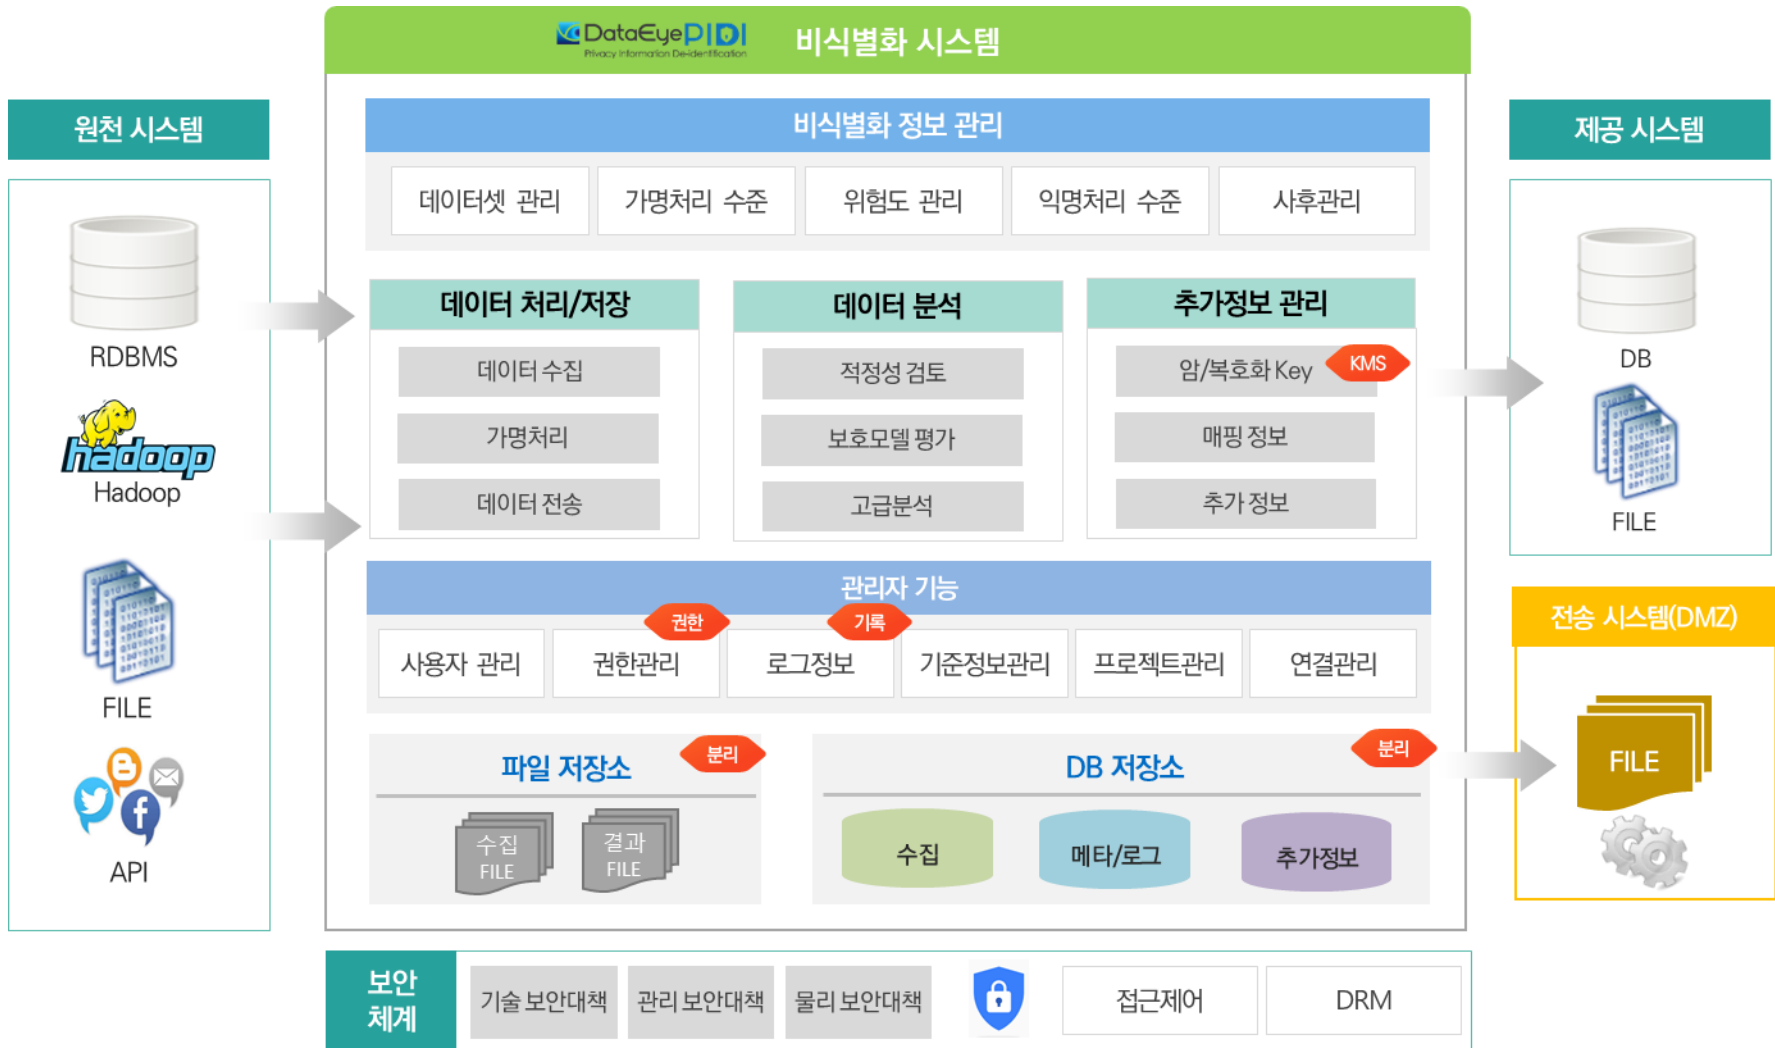 DataEyePIDI
Privacy Information De-identification
비식별화 시스템
원천 시스템
RDBMS
hadoop
Hadoop
FILE
API
비식별화 정보 관리
데이터셋 관리
가명처리 수준
위험도 관리
익명처리 수준
사후관리
데이터 처리/저장
데이터 수집
가명처리
데이터 전송
데이터 분석
적정성 검토
보호모델 평가
고급분석
추가정보 관리
암/복호화 Key
KMS
매핑 정보
추가 정보
관리자 기능
사용자 관리
권한
권한관리
기록
로그정보
기준정보관리
프로젝트관리
연결관리
파일 저장소
분리
수집
FILE
결과
FILE
DB 저장소
분리
수집
메타/로그
추가정보
제공 시스템
DB
FILE
전송 시스템(DMZ)
FILE
보안
체계
기술 보안대책
관리 보안대책
물리 보안대책
접근제어
DRM